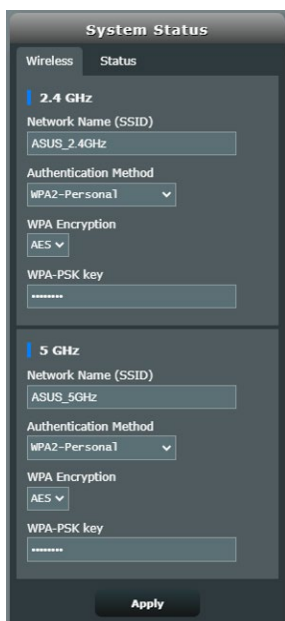 System Status
Wireless Status
2.4 GHz
Network Name (SSID)
ASUS_2.4GHz
Authentication Method
WPA2-Personal
WPA Encryption
AES
WPA-PSK key
••••••••
5 GHz
Network Name (SSID)
ASUS_5GHz
Authentication Method
WPA2-Personal
WPA Encryption
AES
WPA-PSK key
••••••••
Apply